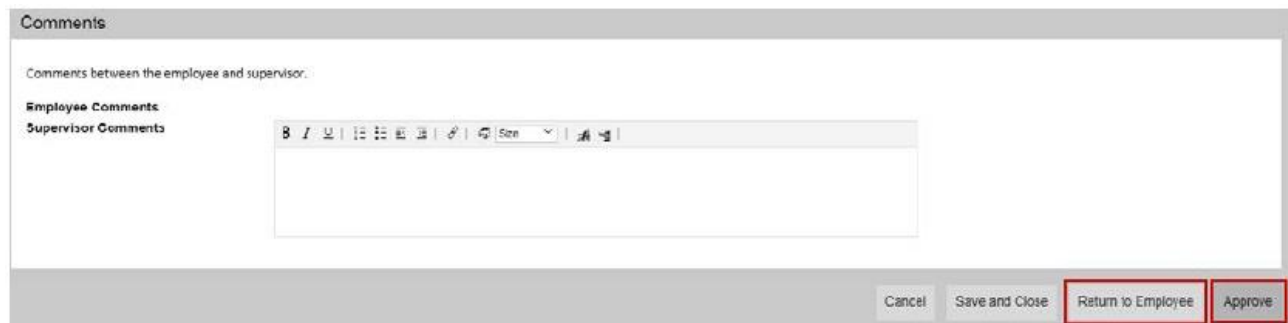 Comments
Comments between the employee and supervisor.
Employee Comments
Supervisor Comments
B I U Size
Cancel Save and Close Return to Employee Approve